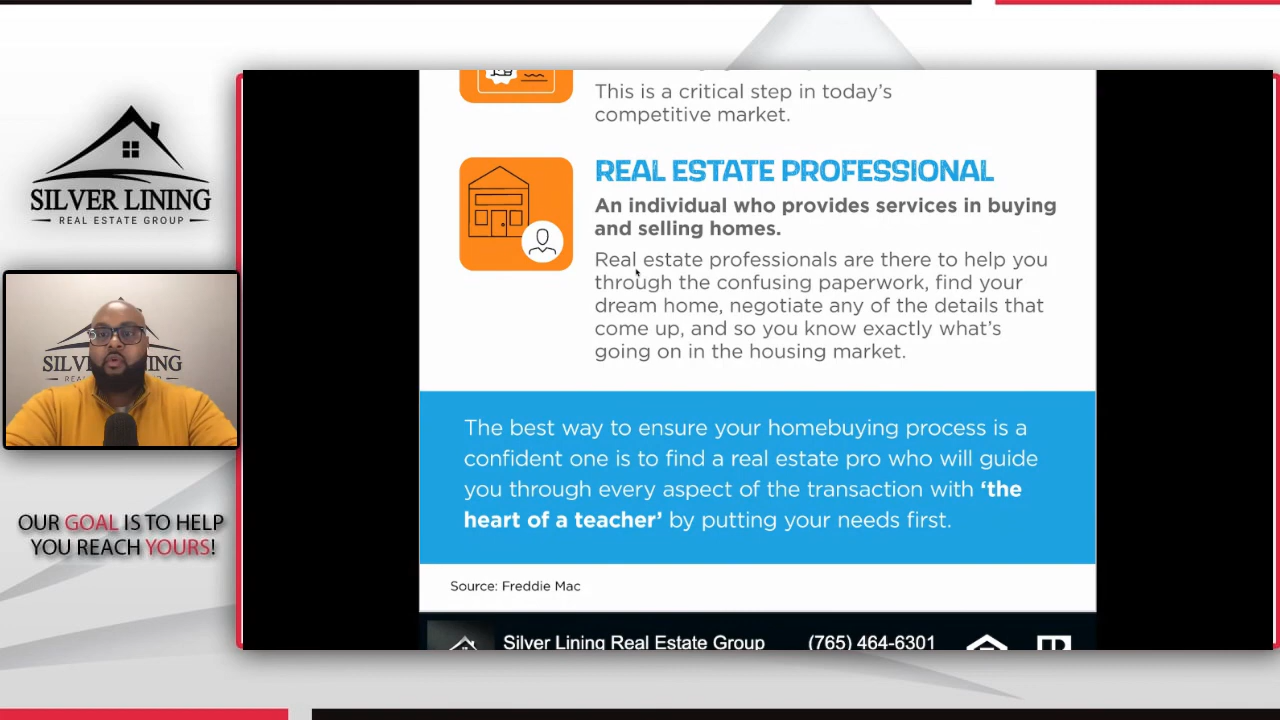 SILVER LINING
REAL ESTATE GROUP
OUR GOAL IS TO HELP
YOU REACH YOURS!
This is a critical step in today's
competitive market.
REAL ESTATE PROFESSIONAL
An individual who provides services in buying
and selling homes.
Real estate professionals are there to help you
through the confusing paperwork, find your
dream home, negotiate any of the details that
come up, and so you know exactly what's
going on in the housing market.
The best way to ensure your homebuying process is a
confident one is to find a real estate pro who will guide
you through every aspect of the transaction with ‘the
heart of a teacher’ by putting your needs first.
Source: Freddie Mac
Silver Lining Real Estate Group (765) 464-6301